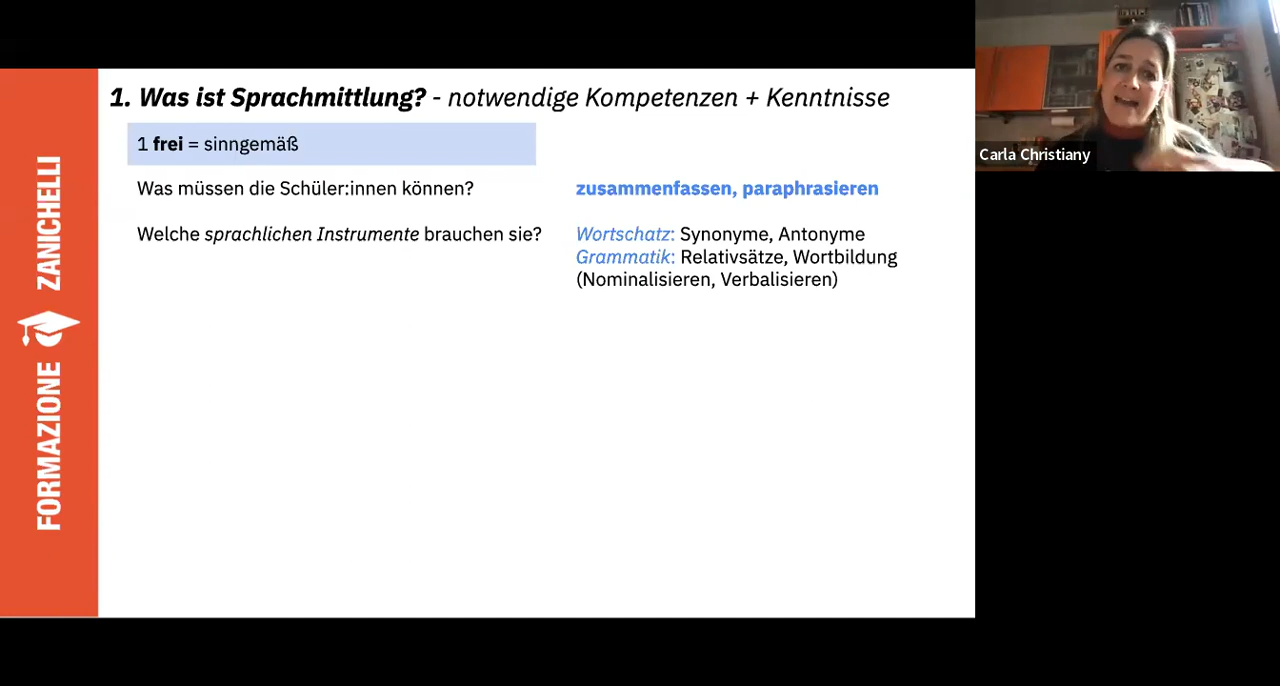 1. Was ist Sprachmittlung? - notwendige Kompetenzen + Kenntnisse
1 frei = sinngemäß
Was müssen die Schüler:innen können?
zusammenfassen, paraphrasieren
Welche sprachlichen Instrumente brauchen sie?
Wortschatz: Synonyme, Antonyme
Grammatik: Relativsätze, Wortbildung
(Nominalisieren, Verbalisieren)
FORMAZIONE ZANICHELLI
Carla Christiany